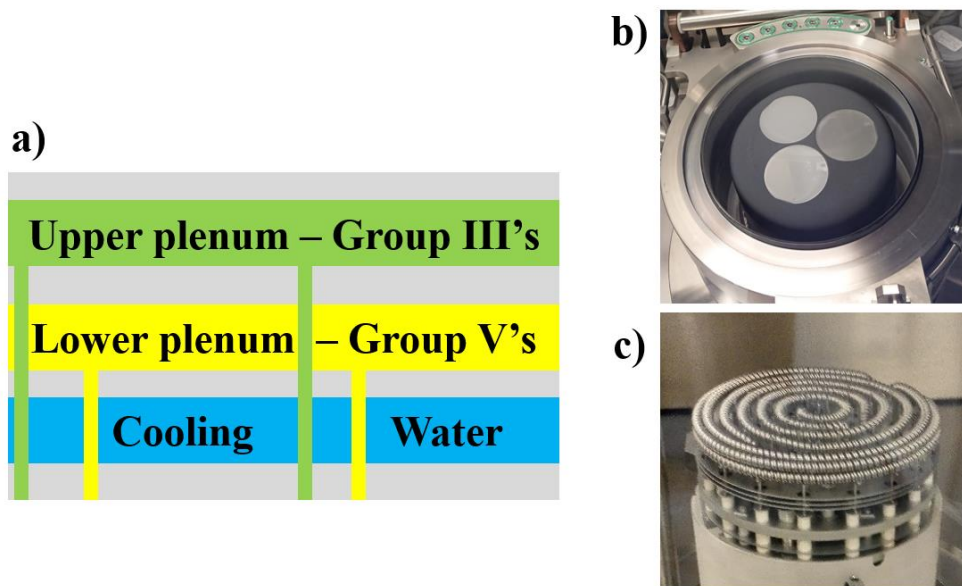 a)
Upper plenum – Group III's
Lower plenum – Group V's
Cooling Water
b)
c)